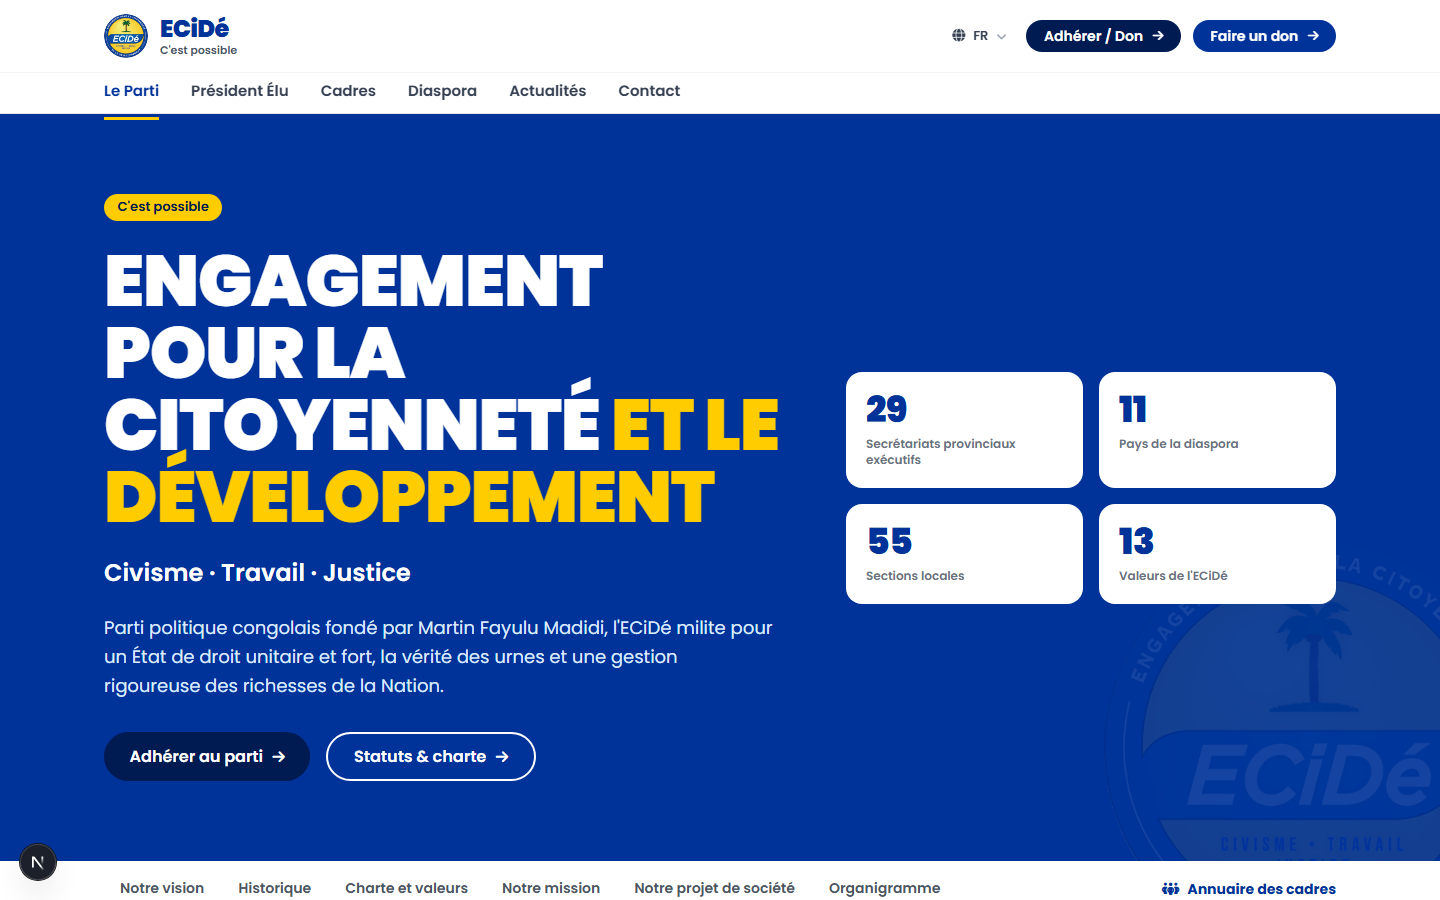 ECiDé
ECiDé
C'est possible
FR
Adhérer / Don
Faire un don
Le Parti
Président Élu
Cadres
Diaspora
Actualités
Contact
C'est possible
ENGAGEMENT
POUR LA
CITOYENNETÉ ET LE
DÉVELOPPEMENT
Civisme · Travail · Justice
Parti politique congolais fondé par Martin Fayulu Madidi, l'ECiDé milite pour
un État de droit unitaire et fort, la vérité des urnes et une gestion
rigoureuse des richesses de la Nation.
Adhérer au parti
Statuts & charte
29
Secrétariats provinciaux
exécutifs
11
Pays de la diaspora
55
Sections locales
13
Valeurs de l'ECiDé
LA
ECiDé
CIVISME • TRAVAIL
N
Notre vision
Historique
Charte et valeurs
Notre mission
Notre projet de société
Organigramme
Annuaire des cadres